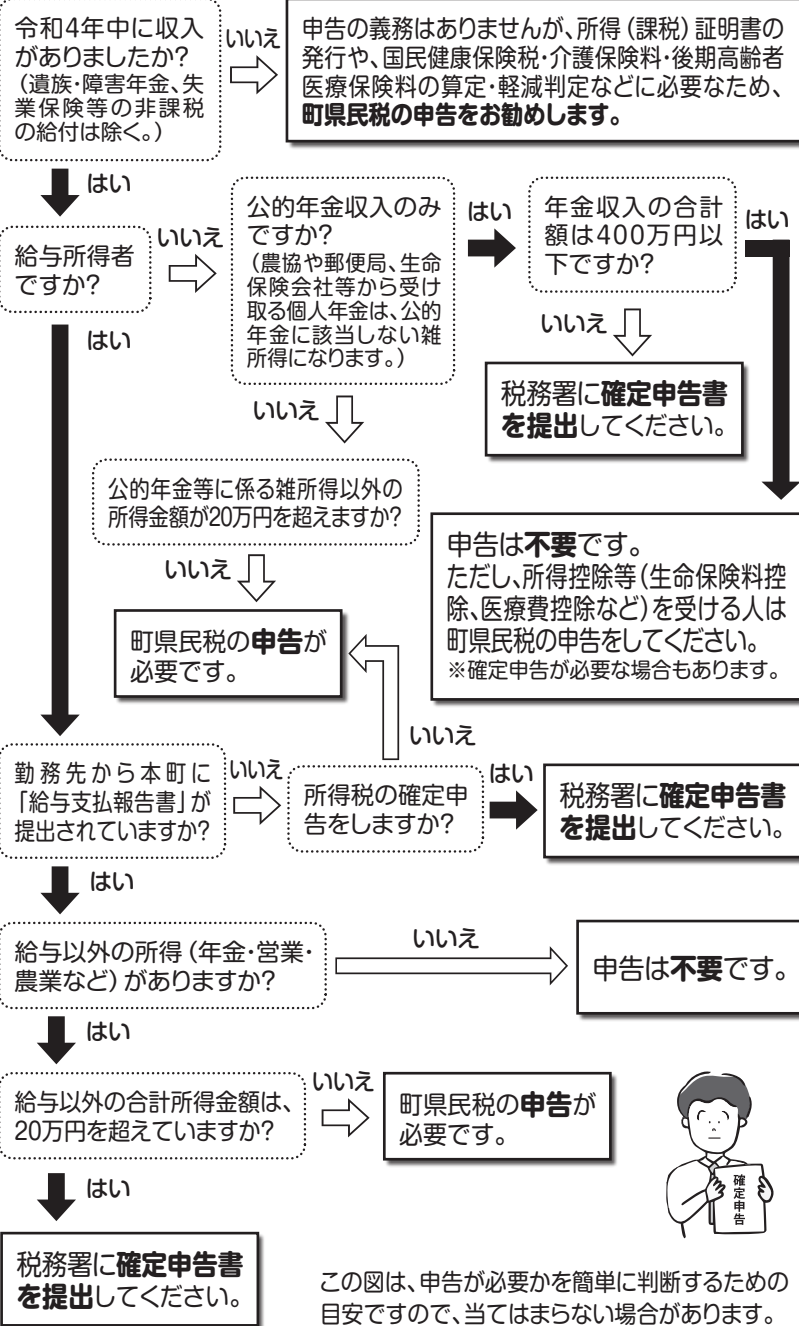 令和4年中に収入
がありましたか？
（遺族・障害年金、失
業保険等の非課税
の給付は除く。）
いいえ
申告の義務はありませんが、所得（課税）証明書の
発行や、国民健康保険税・介護保険料・後期高齢者
医療保険料の算定・軽減判定などに必要なため、
町県民税の申告をお勧めします。
はい
給与所得者
ですか？
いいえ
公的年金収入のみ
ですか？
（農協や郵便局、生命
保険会社等から受け
取る個人年金は、公的
年金に該当しない雑
所得になります。）
はい
年金収入の合計
額は400万円以
下ですか？
はい
はい
いいえ
税務署に確定申告書
を提出してください。
いいえ
公的年金等に係る雑所得以外の
所得金額が20万円を超えますか？
いいえ
町県民税の申告が
必要です。
申告は不要です。
ただし、所得控除等（生命保険料控
除、医療費控除など）を受ける人は
町県民税の申告をしてください。
※確定申告が必要な場合もあります。
いいえ
勤務先から本町に
「給与支払報告書」が
提出されていますか？
いいえ
所得税の確定申
告をしますか？
はい
税務署に確定申告書
を提出してください。
はい
給与以外の所得（年金・営業・
農業など）がありますか？
いいえ
申告は不要です。
はい
給与以外の合計所得金額は、
20万円を超えていますか？
いいえ
町県民税の申告が
必要です。
確定申告
はい
税務署に確定申告書
を提出してください。
この図は、申告が必要かを簡単に判断するための
目安ですので、当てはまらない場合があります。